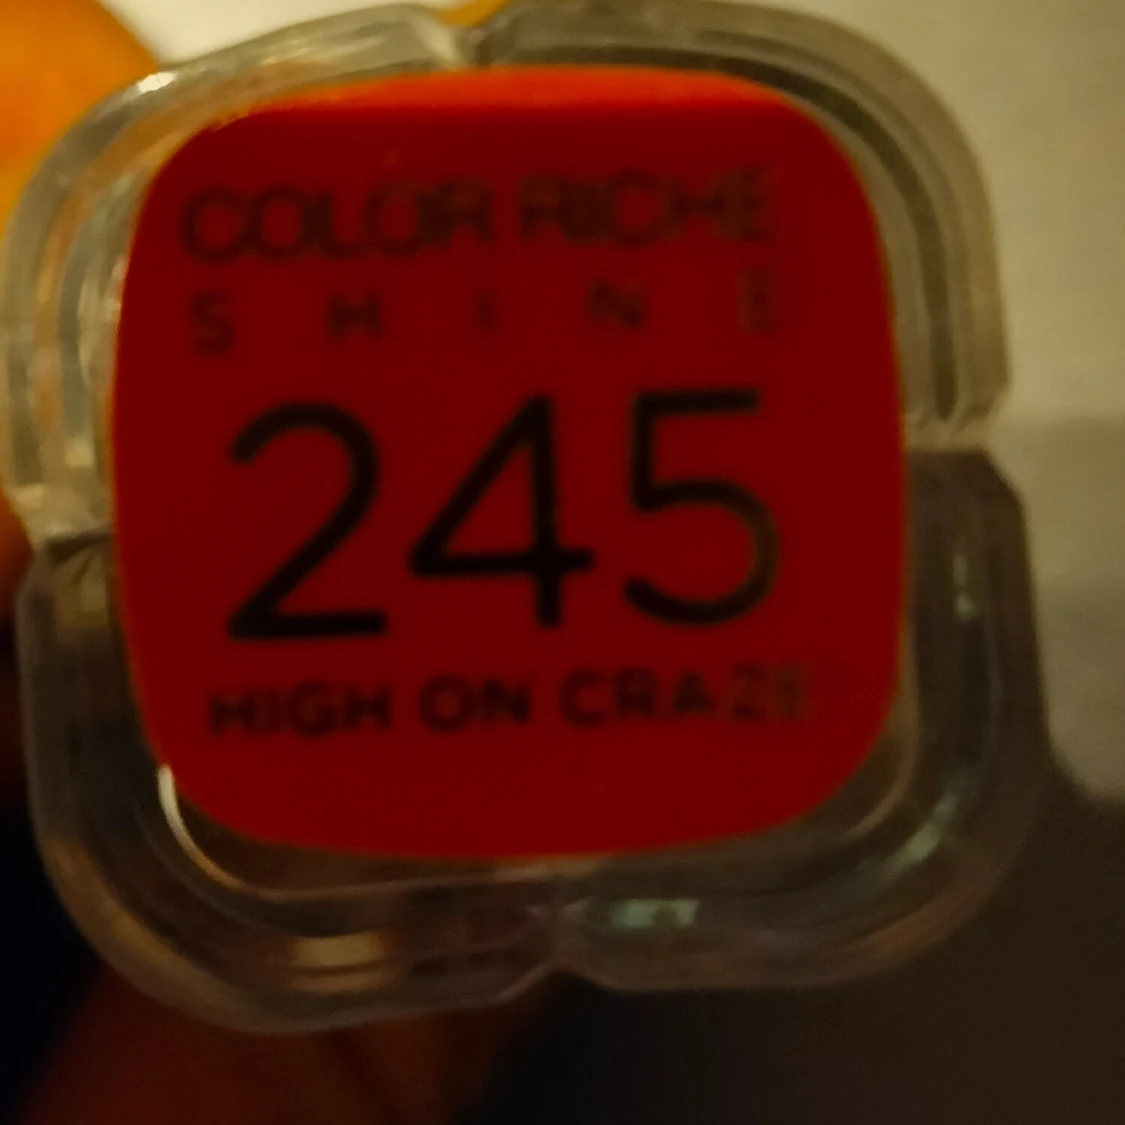 COLOR RICHE
SHINE
245
HIGH ON CRAZE